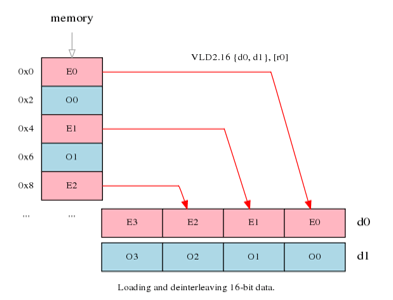 memory
VLD2.16 {d0, d1}, [r0]
0x0 E0
0x2 O0
0x4 E1
0x6 O1
0x8 E2
... ...
E3 E2 E1 E0 d0
O3 O2 O1 O0 d1
Loading and deinterleaving 16-bit data.